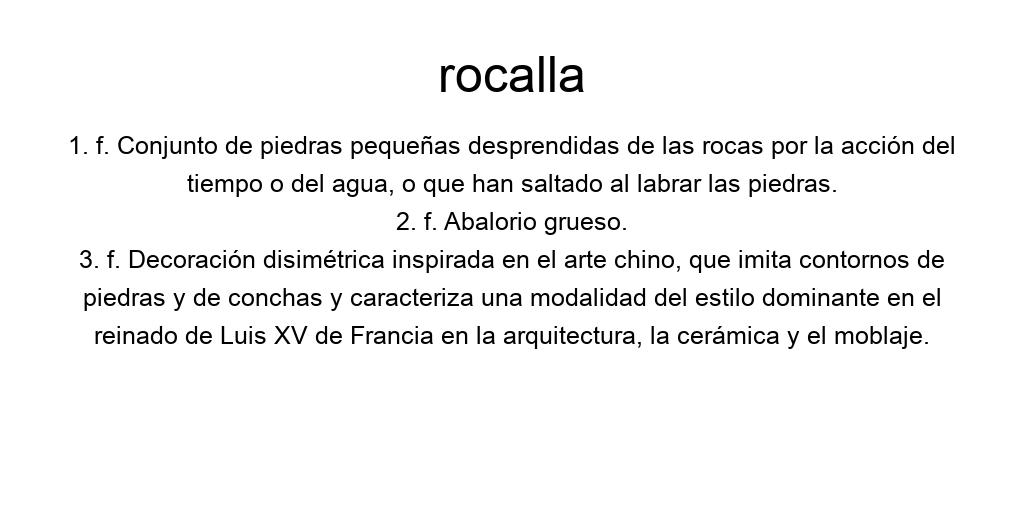 rocalla
1. f. Conjunto de piedras pequeñas desprendidas de las rocas por la acción del
tiempo o del agua, o que han saltado al labrar las piedras.
2. f. Abalorio grueso.
3. f. Decoración disimétrica inspirada en el arte chino, que imita contornos de
piedras y de conchas y caracteriza una modalidad del estilo dominante en el
reinado de Luis XV de Francia en la arquitectura, la cerámica y el moblaje.